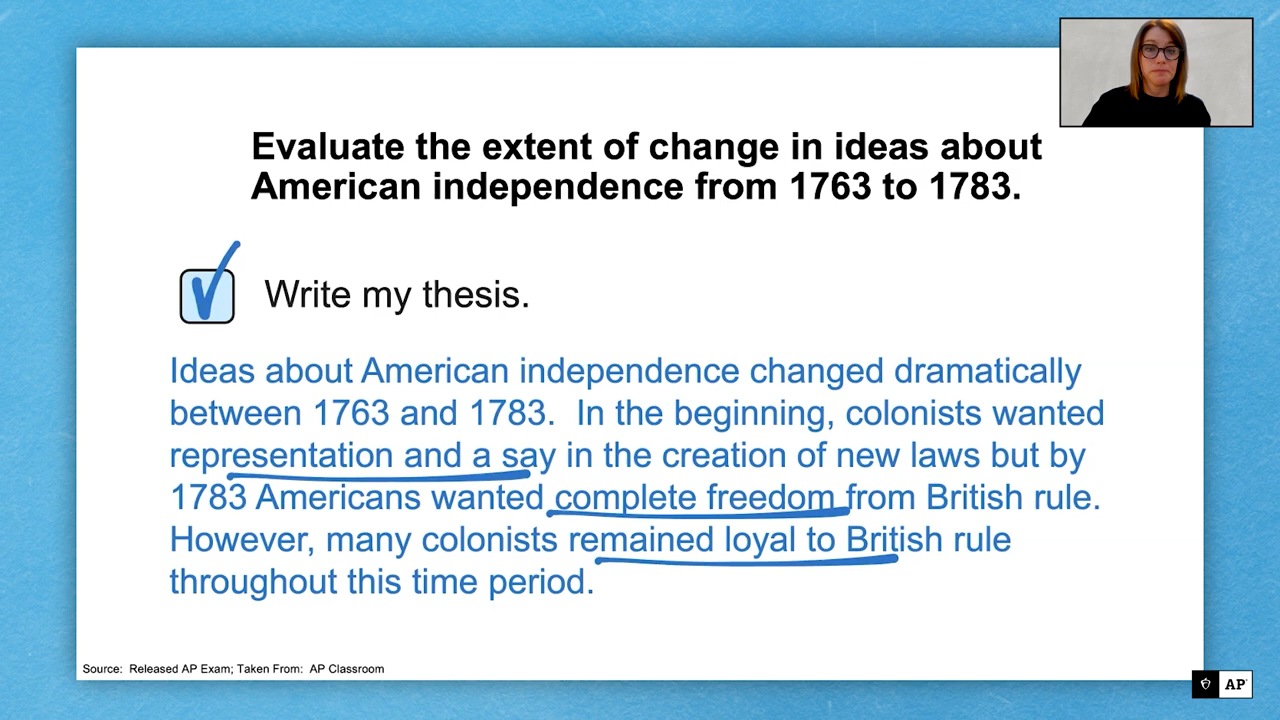 Evaluate the extent of change in ideas about
American independence from 1763 to 1783.
Write my thesis.
Ideas about American independence changed dramatically
between 1763 and 1783.  In the beginning, colonists wanted
representation and a say in the creation of new laws but by
1783 Americans wanted complete freedom from British rule.
However, many colonists remained loyal to British rule
throughout this time period.
Source:  Released AP Exam; Taken From:  AP Classroom
AP